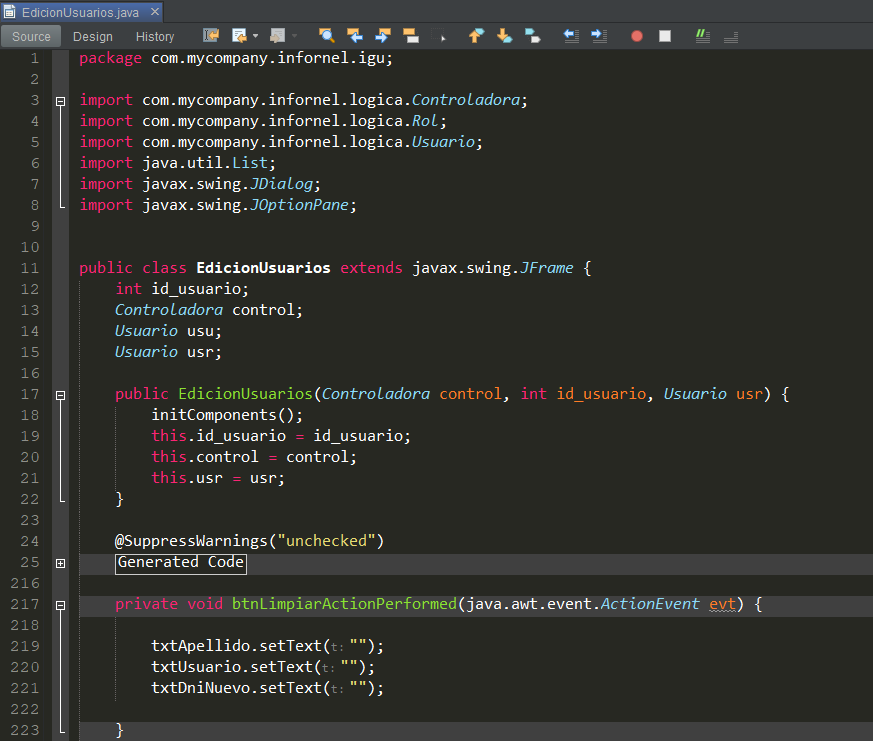 EdicionUsuarios.java
Source Design History
1 package com.mycompany.infornel.igu;
2
3 import com.mycompany.infornel.logica.Controladora;
4 import com.mycompany.infornel.logica.Rol;
5 import com.mycompany.infornel.logica.Usuario;
6 import java.util.List;
7 import javax.swing.JDialog;
8 import javax.swing.JOptionPane;
9
10
11 public class EdicionUsuarios extends javax.swing.JFrame {
12 int id_usuario;
13 Controladora control;
14 Usuario usu;
15 Usuario usr;
16
17 public EdicionUsuarios(Controladora control, int id_usuario, Usuario usr) {
18 initComponents();
19 this.id_usuario = id_usuario;
20 this.control = control;
21 this.usr = usr;
22 }
23
24 @SuppressWarnings("unchecked")
25 Generated Code
216
217 private void btnLimpiarActionPerformed(java.awt.event.ActionEvent evt) {
218
219 txtApellido.setText(t: "");
220 txtUsuario.setText(t: "");
221 txtDniNuevo.setText(t: "");
222
223 }